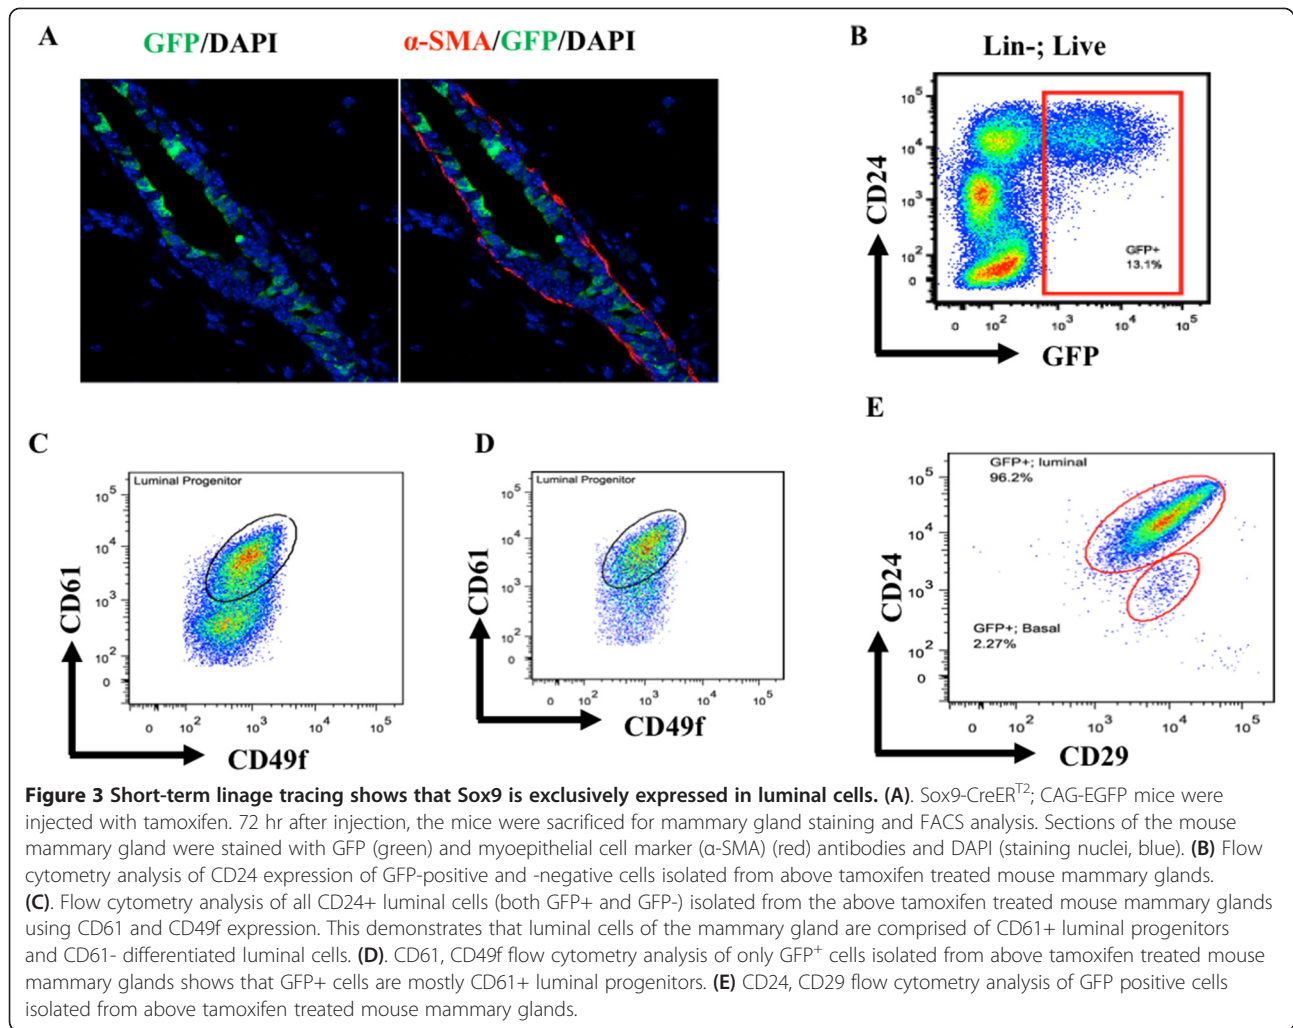 A
GFP/DAPI
α-SMA/GFP/DAPI
B
Lin-; Live
10^5
10^4
10^3
10^2
0
CD24
GFP+
13.1%
0 10^2 10^3 10^4 10^5
GFP
C
Luminal Progenitor
10^5
10^4
10^3
10^2
0
CD61
0 10^2 10^3 10^4 10^5
CD49f
D
Luminal Progenitor
10^5
10^4
10^3
10^2
0
CD61
0 10^2 10^3 10^4 10^5
CD49f
E
GFP+; luminal
96.2%
10^5
10^4
10^3
10^2
0
CD24
GFP+; Basal
2.27%
0 10^2 10^3 10^4 10^5
CD29
Figure 3 Short-term linage tracing shows that Sox9 is exclusively expressed in luminal cells. (A). Sox9-CreER^T2; CAG-EGFP mice were
injected with tamoxifen. 72 hr after injection, the mice were sacrificed for mammary gland staining and FACS analysis. Sections of the mouse
mammary gland were stained with GFP (green) and myoepithelial cell marker (α-SMA) (red) antibodies and DAPI (staining nuclei, blue). (B) Flow
cytometry analysis of CD24 expression of GFP-positive and -negative cells isolated from above tamoxifen treated mouse mammary glands.
(C). Flow cytometry analysis of all CD24+ luminal cells (both GFP+ and GFP-) isolated from the above tamoxifen treated mouse mammary glands
using CD61 and CD49f expression. This demonstrates that luminal cells of the mammary gland are comprised of CD61+ luminal progenitors
and CD61- differentiated luminal cells. (D). CD61, CD49f flow cytometry analysis of only GFP^+ cells isolated from above tamoxifen treated mouse
mammary glands shows that GFP+ cells are mostly CD61+ luminal progenitors. (E) CD24, CD29 flow cytometry analysis of GFP positive cells
isolated from above tamoxifen treated mouse mammary glands.